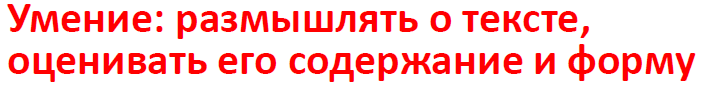 Умение: размышлять о тексте,
оценивать его содержание и форму